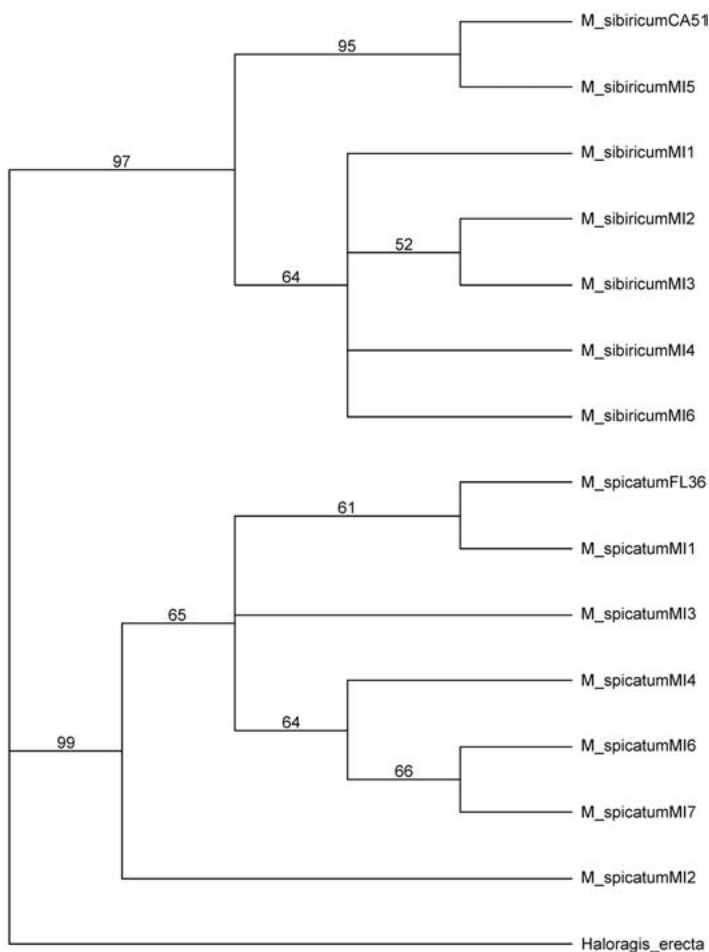 M_sibiricumCA51
95
M_sibiricumMI5
M_sibiricumMI1
97
M_sibiricumMI2
52
64
M_sibiricumMI3
M_sibiricumMI4
M_sibiricumMI6
M_spicatumFL36
61
M_spicatumMI1
65
M_spicatumMI3
M_spicatumMI4
64
99
M_spicatumMI6
66
M_spicatumMI7
M_spicatumMI2
Haloragis_erecta